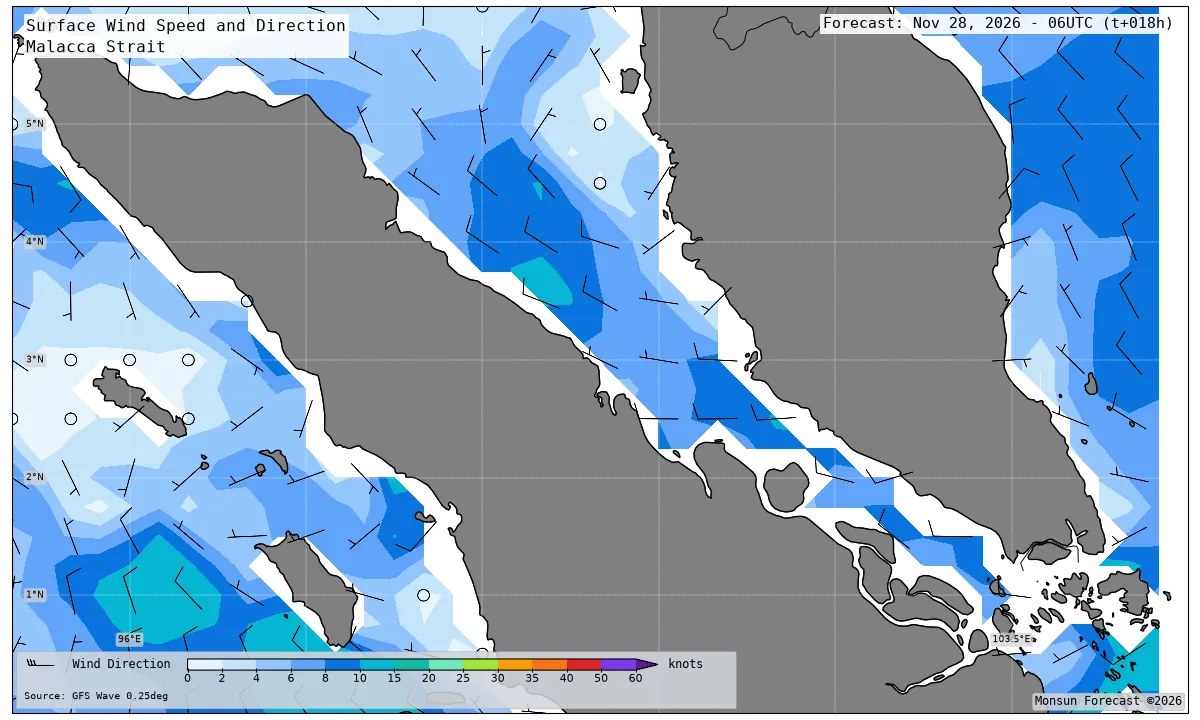 Surface Wind Speed and Direction
Malacca Strait
Forecast: Nov 28, 2026 - 06UTC (t+018h)
5°N
4°N
3°N
2°N
1°N
96°E
103.5°E
Wind Direction
knots
0 2 4 6 8 10 12 15 18 20 25 30 35 40 50 60
Source: GFS Wave 0.25deg
Monsun Forecast ©2026